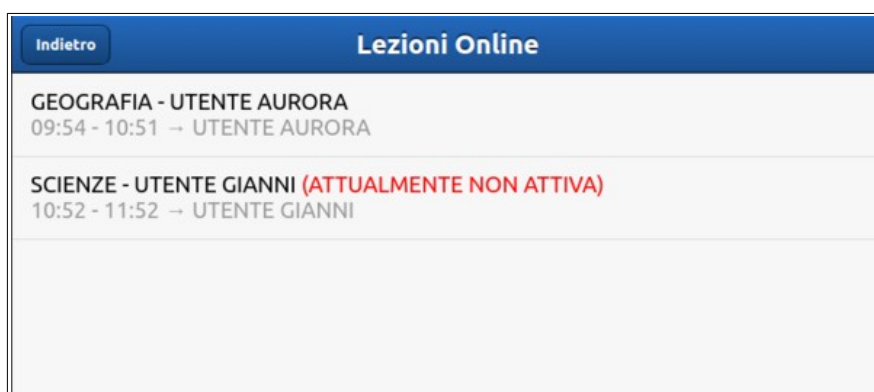 Indietro
Lezioni Online
GEOGRAFIA - UTENTE AURORA
09:54 - 10:51 → UTENTE AURORA
SCIENZE - UTENTE GIANNI (ATTUALMENTE NON ATTIVA)
10:52 - 11:52 → UTENTE GIANNI